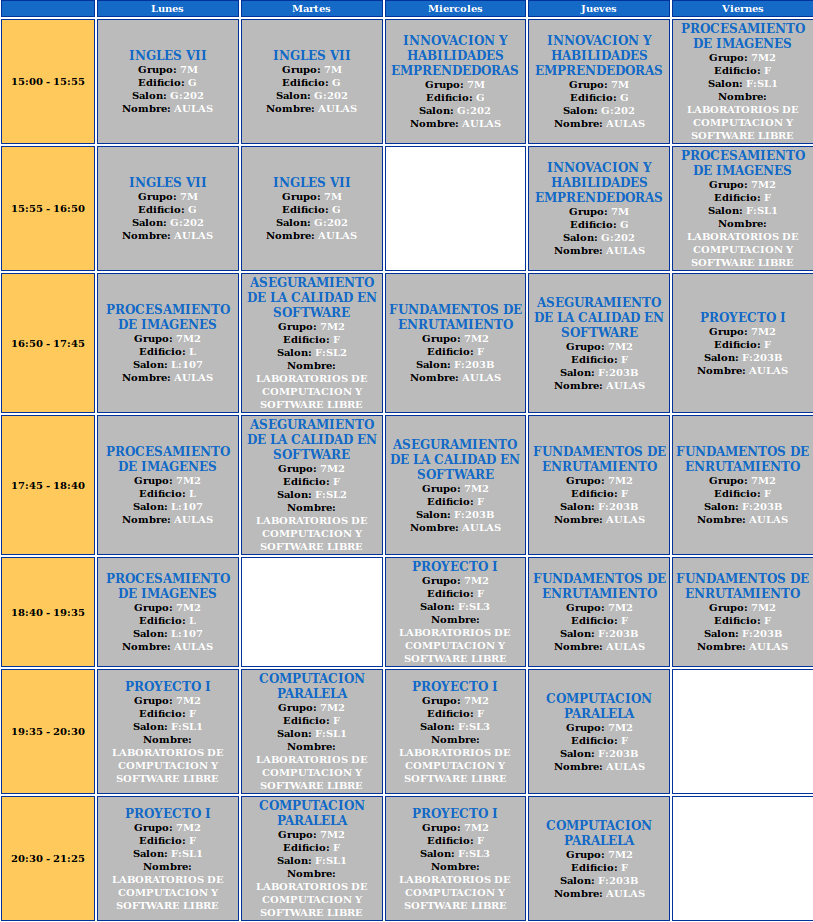 Lunes
Martes
Miercoles
Jueves
Viernes
15:00 - 15:55
INGLES VII
Grupo: 7M
Edificio: G
Salon: G:202
Nombre: AULAS
INGLES VII
Grupo: 7M
Edificio: G
Salon: G:202
Nombre: AULAS
INNOVACION Y
HABILIDADES
EMPRENDEDORAS
Grupo: 7M
Edificio: G
Salon: G:202
Nombre: AULAS
INNOVACION Y
HABILIDADES
EMPRENDEDORAS
Grupo: 7M
Edificio: G
Salon: G:202
Nombre: AULAS
PROCESAMIENTO
DE IMAGENES
Grupo: 7M2
Edificio: F
Salon: F:SL1
Nombre:
LABORATORIOS DE
COMPUTACION Y
SOFTWARE LIBRE
15:55 - 16:50
INGLES VII
Grupo: 7M
Edificio: G
Salon: G:202
Nombre: AULAS
INGLES VII
Grupo: 7M
Edificio: G
Salon: G:202
Nombre: AULAS
INNOVACION Y
HABILIDADES
EMPRENDEDORAS
Grupo: 7M
Edificio: G
Salon: G:202
Nombre: AULAS
PROCESAMIENTO
DE IMAGENES
Grupo: 7M2
Edificio: F
Salon: F:SL1
Nombre:
LABORATORIOS DE
COMPUTACION Y
SOFTWARE LIBRE
16:50 - 17:45
PROCESAMIENTO
DE IMAGENES
Grupo: 7M2
Edificio: L
Salon: L:107
Nombre: AULAS
ASEGURAMIENTO
DE LA CALIDAD EN
SOFTWARE
Grupo: 7M2
Edificio: F
Salon: F:SL2
Nombre:
LABORATORIOS DE
COMPUTACION Y
SOFTWARE LIBRE
FUNDAMENTOS DE
ENRUTAMIENTO
Grupo: 7M2
Edificio: F
Salon: F:203B
Nombre: AULAS
ASEGURAMIENTO
DE LA CALIDAD EN
SOFTWARE
Grupo: 7M2
Edificio: F
Salon: F:203B
Nombre: AULAS
PROYECTO I
Grupo: 7M2
Edificio: F
Salon: F:203B
Nombre: AULAS
17:45 - 18:40
PROCESAMIENTO
DE IMAGENES
Grupo: 7M2
Edificio: L
Salon: L:107
Nombre: AULAS
ASEGURAMIENTO
DE LA CALIDAD EN
SOFTWARE
Grupo: 7M2
Edificio: F
Salon: F:SL2
Nombre:
LABORATORIOS DE
COMPUTACION Y
SOFTWARE LIBRE
ASEGURAMIENTO
DE LA CALIDAD EN
SOFTWARE
Grupo: 7M2
Edificio: F
Salon: F:203B
Nombre: AULAS
FUNDAMENTOS DE
ENRUTAMIENTO
Grupo: 7M2
Edificio: F
Salon: F:203B
Nombre: AULAS
FUNDAMENTOS DE
ENRUTAMIENTO
Grupo: 7M2
Edificio: F
Salon: F:203B
Nombre: AULAS
18:40 - 19:35
PROCESAMIENTO
DE IMAGENES
Grupo: 7M2
Edificio: L
Salon: L:107
Nombre: AULAS
PROYECTO I
Grupo: 7M2
Edificio: F
Salon: F:SL3
Nombre:
LABORATORIOS DE
COMPUTACION Y
SOFTWARE LIBRE
FUNDAMENTOS DE
ENRUTAMIENTO
Grupo: 7M2
Edificio: F
Salon: F:203B
Nombre: AULAS
FUNDAMENTOS DE
ENRUTAMIENTO
Grupo: 7M2
Edificio: F
Salon: F:203B
Nombre: AULAS
19:35 - 20:30
PROYECTO I
Grupo: 7M2
Edificio: F
Salon: F:SL1
Nombre:
LABORATORIOS DE
COMPUTACION Y
SOFTWARE LIBRE
COMPUTACION
PARALELA
Grupo: 7M2
Edificio: F
Salon: F:SL1
Nombre:
LABORATORIOS DE
COMPUTACION Y
SOFTWARE LIBRE
PROYECTO I
Grupo: 7M2
Edificio: F
Salon: F:SL3
Nombre:
LABORATORIOS DE
COMPUTACION Y
SOFTWARE LIBRE
COMPUTACION
PARALELA
Grupo: 7M2
Edificio: F
Salon: F:203B
Nombre: AULAS
20:30 - 21:25
PROYECTO I
Grupo: 7M2
Edificio: F
Salon: F:SL1
Nombre:
LABORATORIOS DE
COMPUTACION Y
SOFTWARE LIBRE
COMPUTACION
PARALELA
Grupo: 7M2
Edificio: F
Salon: F:SL1
Nombre:
LABORATORIOS DE
COMPUTACION Y
SOFTWARE LIBRE
PROYECTO I
Grupo: 7M2
Edificio: F
Salon: F:SL3
Nombre:
LABORATORIOS DE
COMPUTACION Y
SOFTWARE LIBRE
COMPUTACION
PARALELA
Grupo: 7M2
Edificio: F
Salon: F:203B
Nombre: AULAS